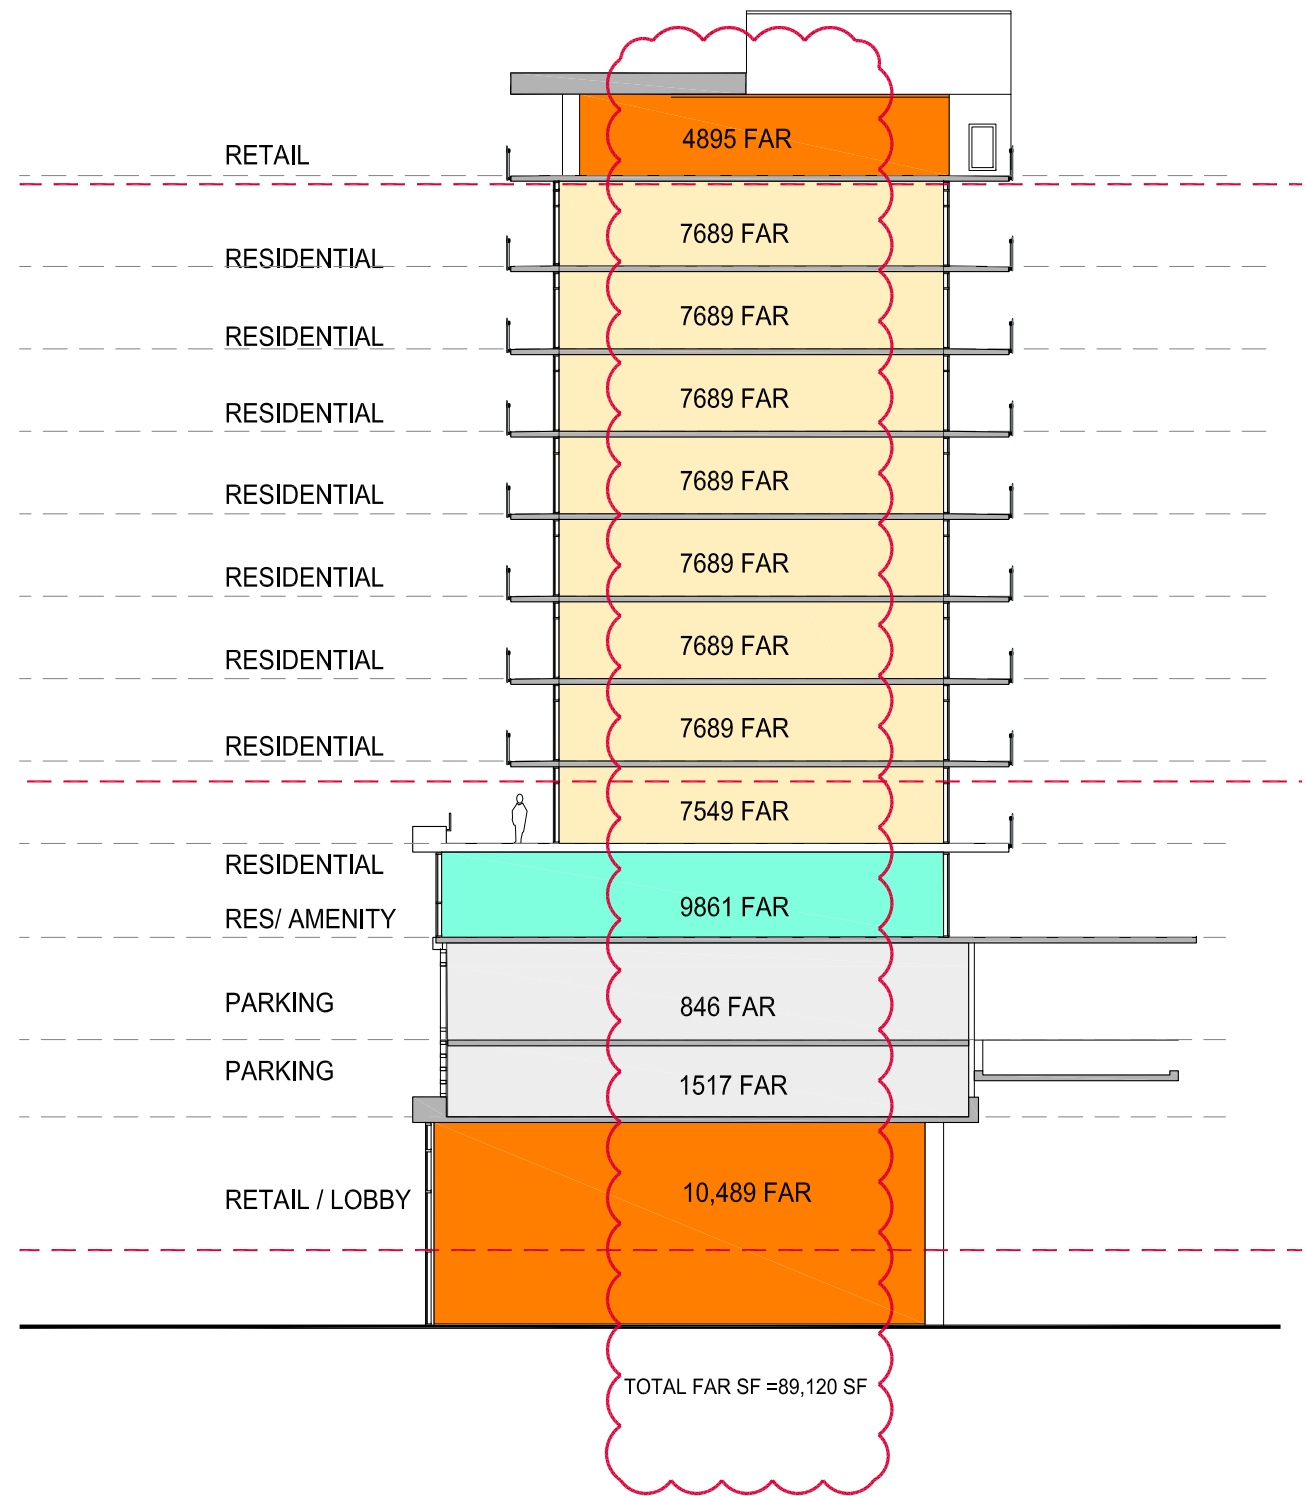 4895 FAR
RETAIL
7689 FAR
RESIDENTIAL
7689 FAR
RESIDENTIAL
7689 FAR
RESIDENTIAL
7689 FAR
RESIDENTIAL
7689 FAR
RESIDENTIAL
7689 FAR
RESIDENTIAL
7689 FAR
RESIDENTIAL
7549 FAR
RESIDENTIAL
9861 FAR
RES/ AMENITY
PARKING
846 FAR
PARKING
1517 FAR
RETAIL / LOBBY
10,489 FAR
TOTAL FAR SF =89,120 SF